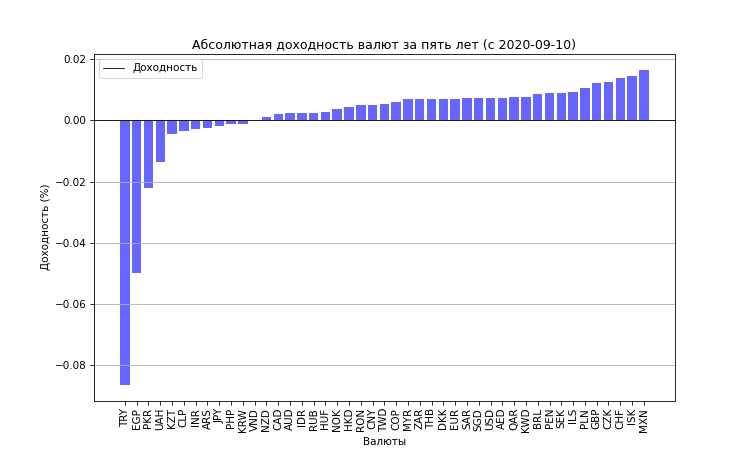 Абсолютная доходность валют за пять лет (с 2020-09-10)
Доходность
0.02
0.00
−0.02
−0.04
−0.06
−0.08
Доходность (%)
TRY
EGP
PKR
UAH
KZT
CLP
INR
ARS
JPY
PHP
KRW
VND
NZD
CAD
AUD
IDR
RUB
HUF
NOK
HKD
RON
CNY
TWD
COP
MYR
ZAR
THB
DKK
EUR
SAR
SGD
USD
AED
QAR
KWD
BRL
PEN
SEK
ILS
PLN
GBP
CZK
CHF
ISK
MXN
Валюты